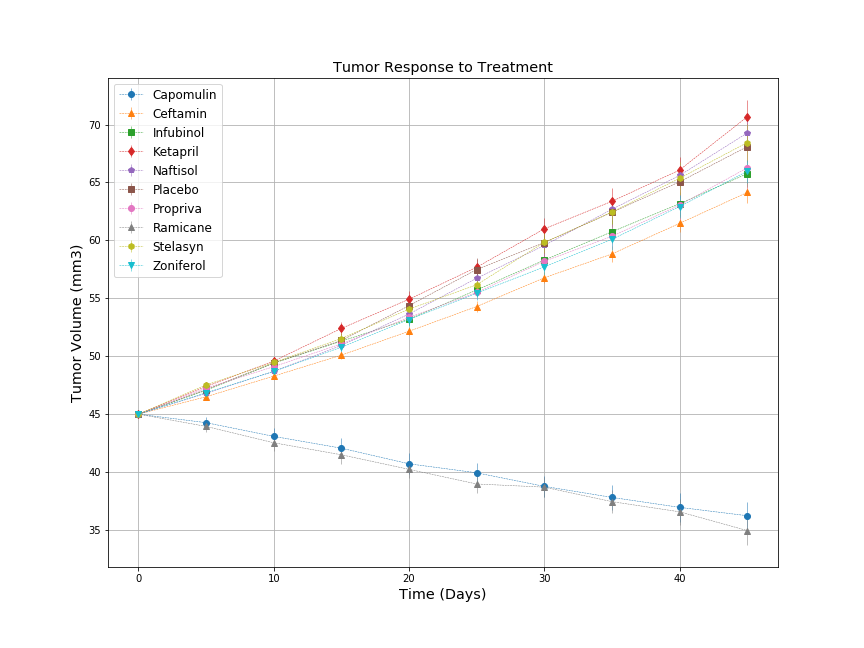 Tumor Response to Treatment
Capomulin
Ceftamin
Infubinol
Ketapril
Naftisol
Placebo
Propriva
Ramicane
Stelasyn
Zoniferol
Tumor Volume (mm3)
70
65
60
55
50
45
40
35
0 10 20 30 40
Time (Days)